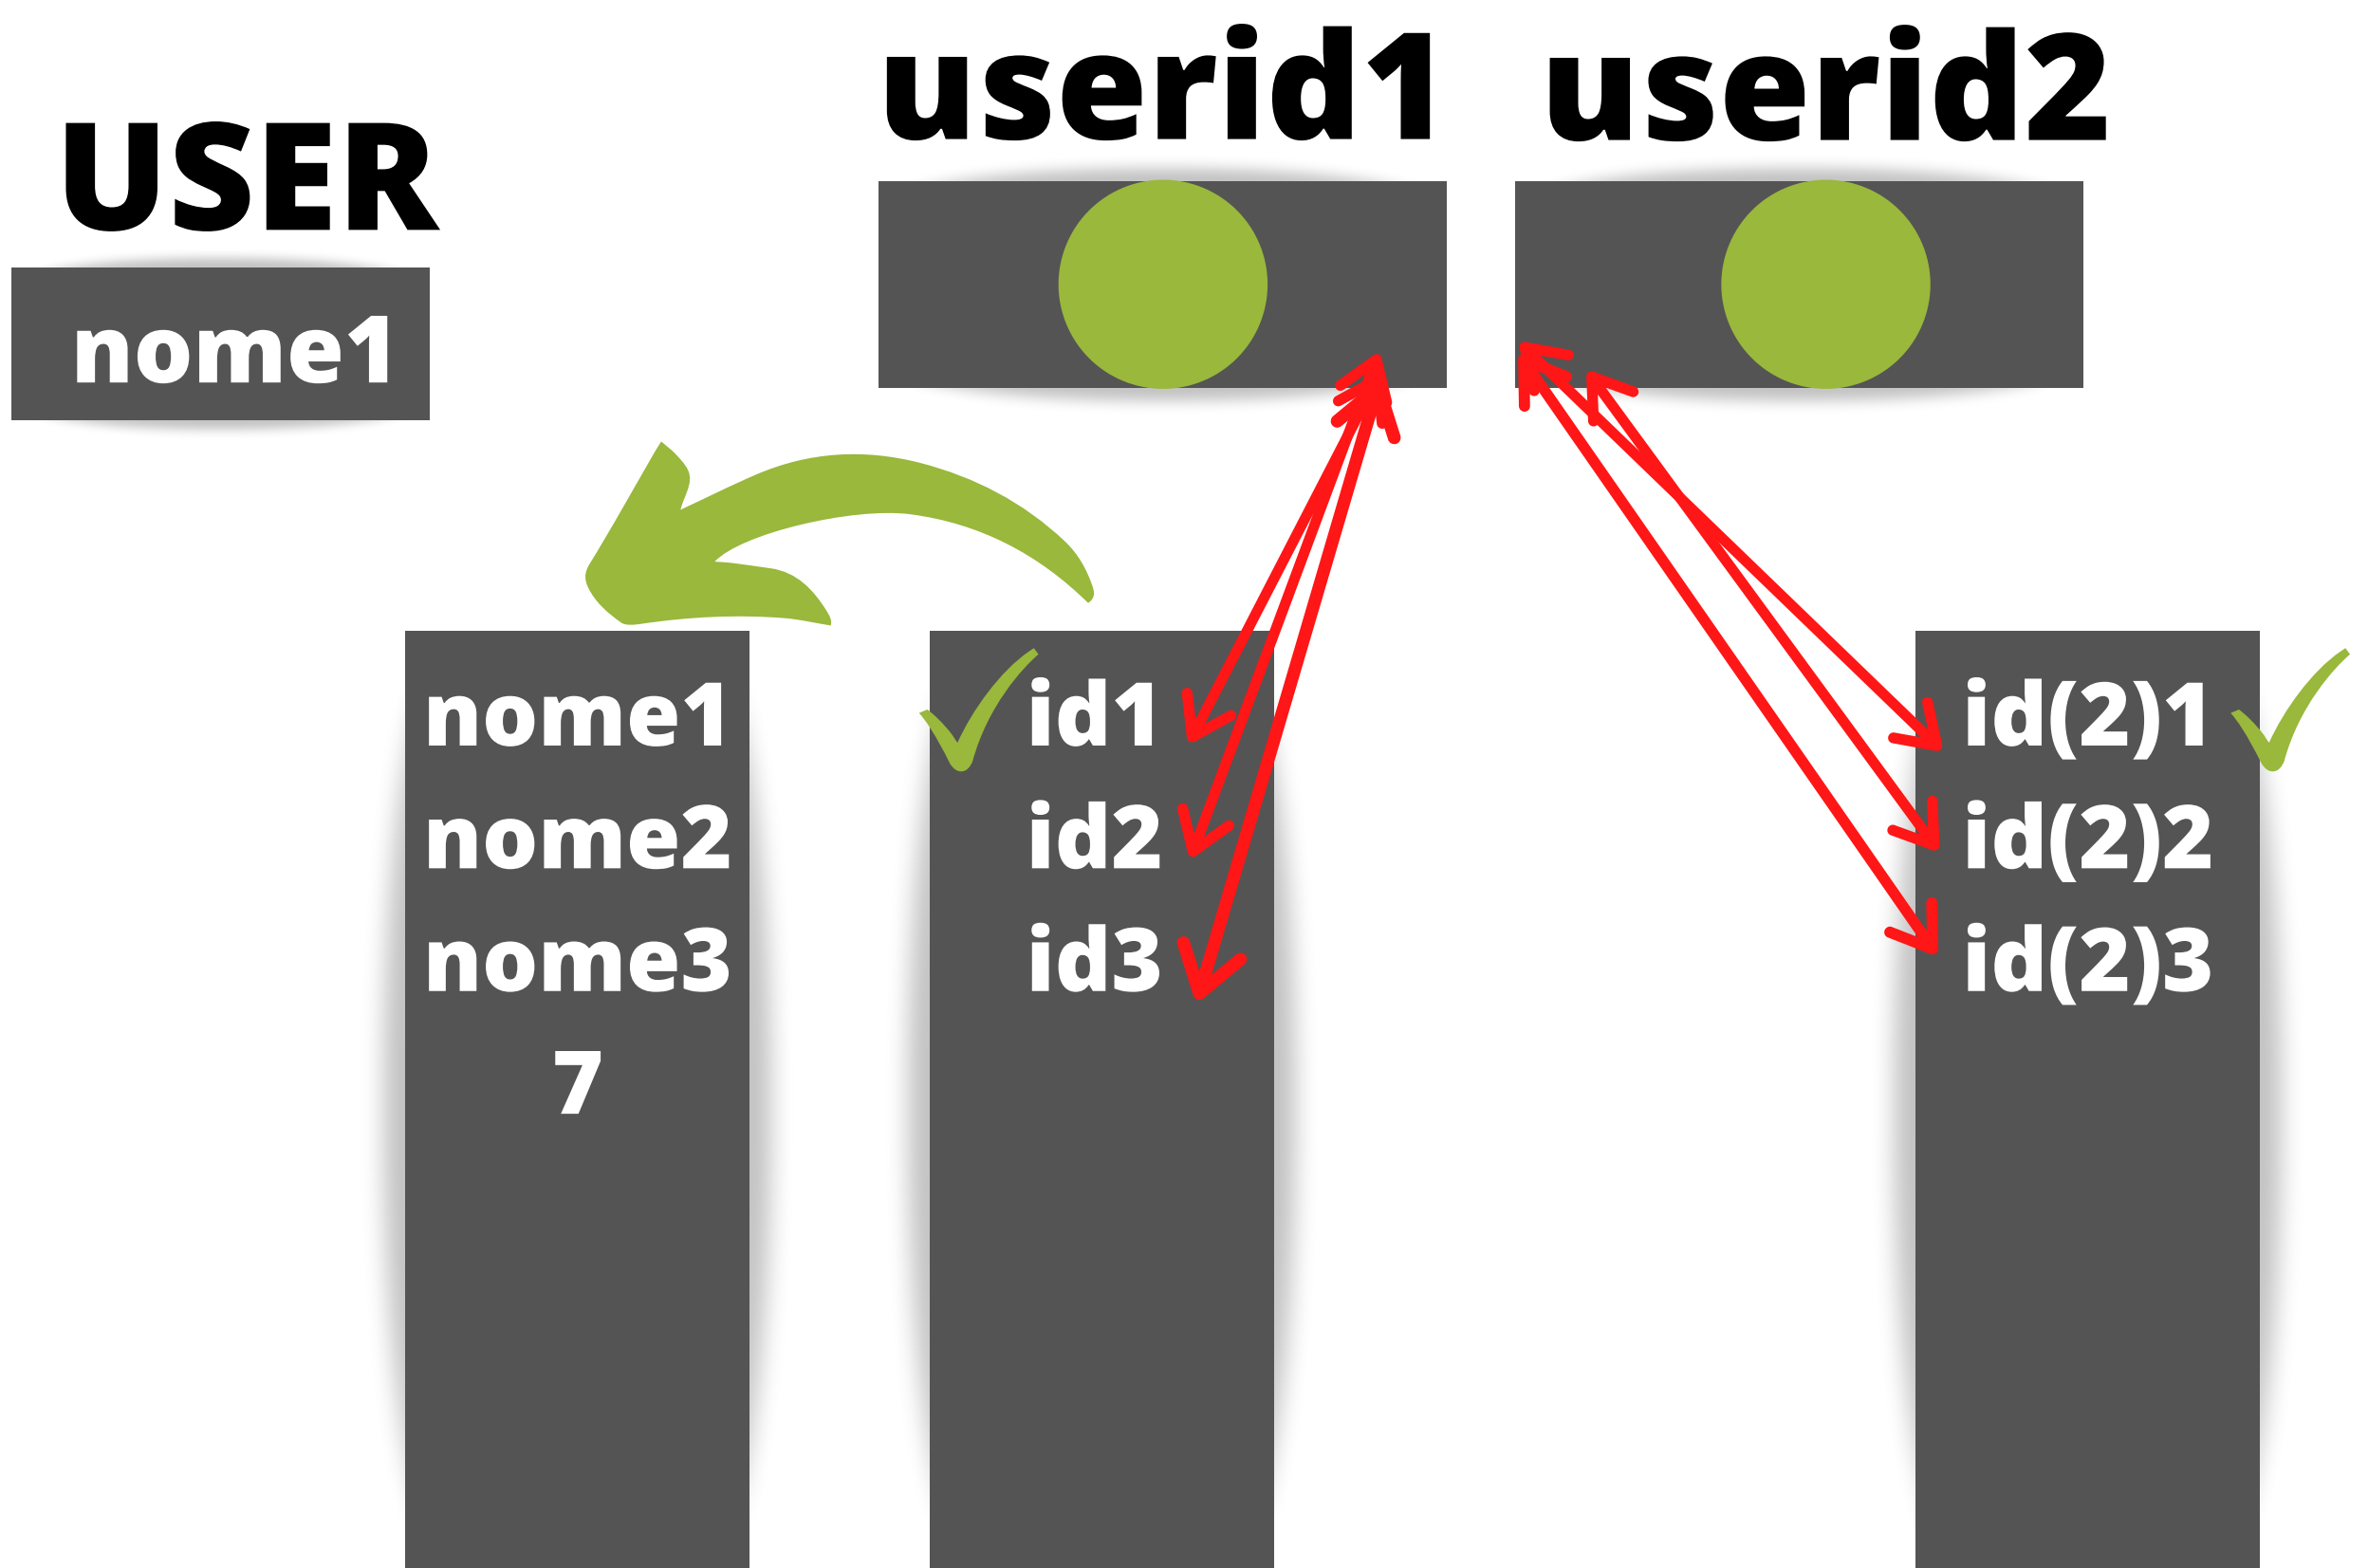 USER
nome1
userid1
userid2
nome1
nome2
nome3
7
id1
id2
id3
id(2)1
id(2)2
id(2)3